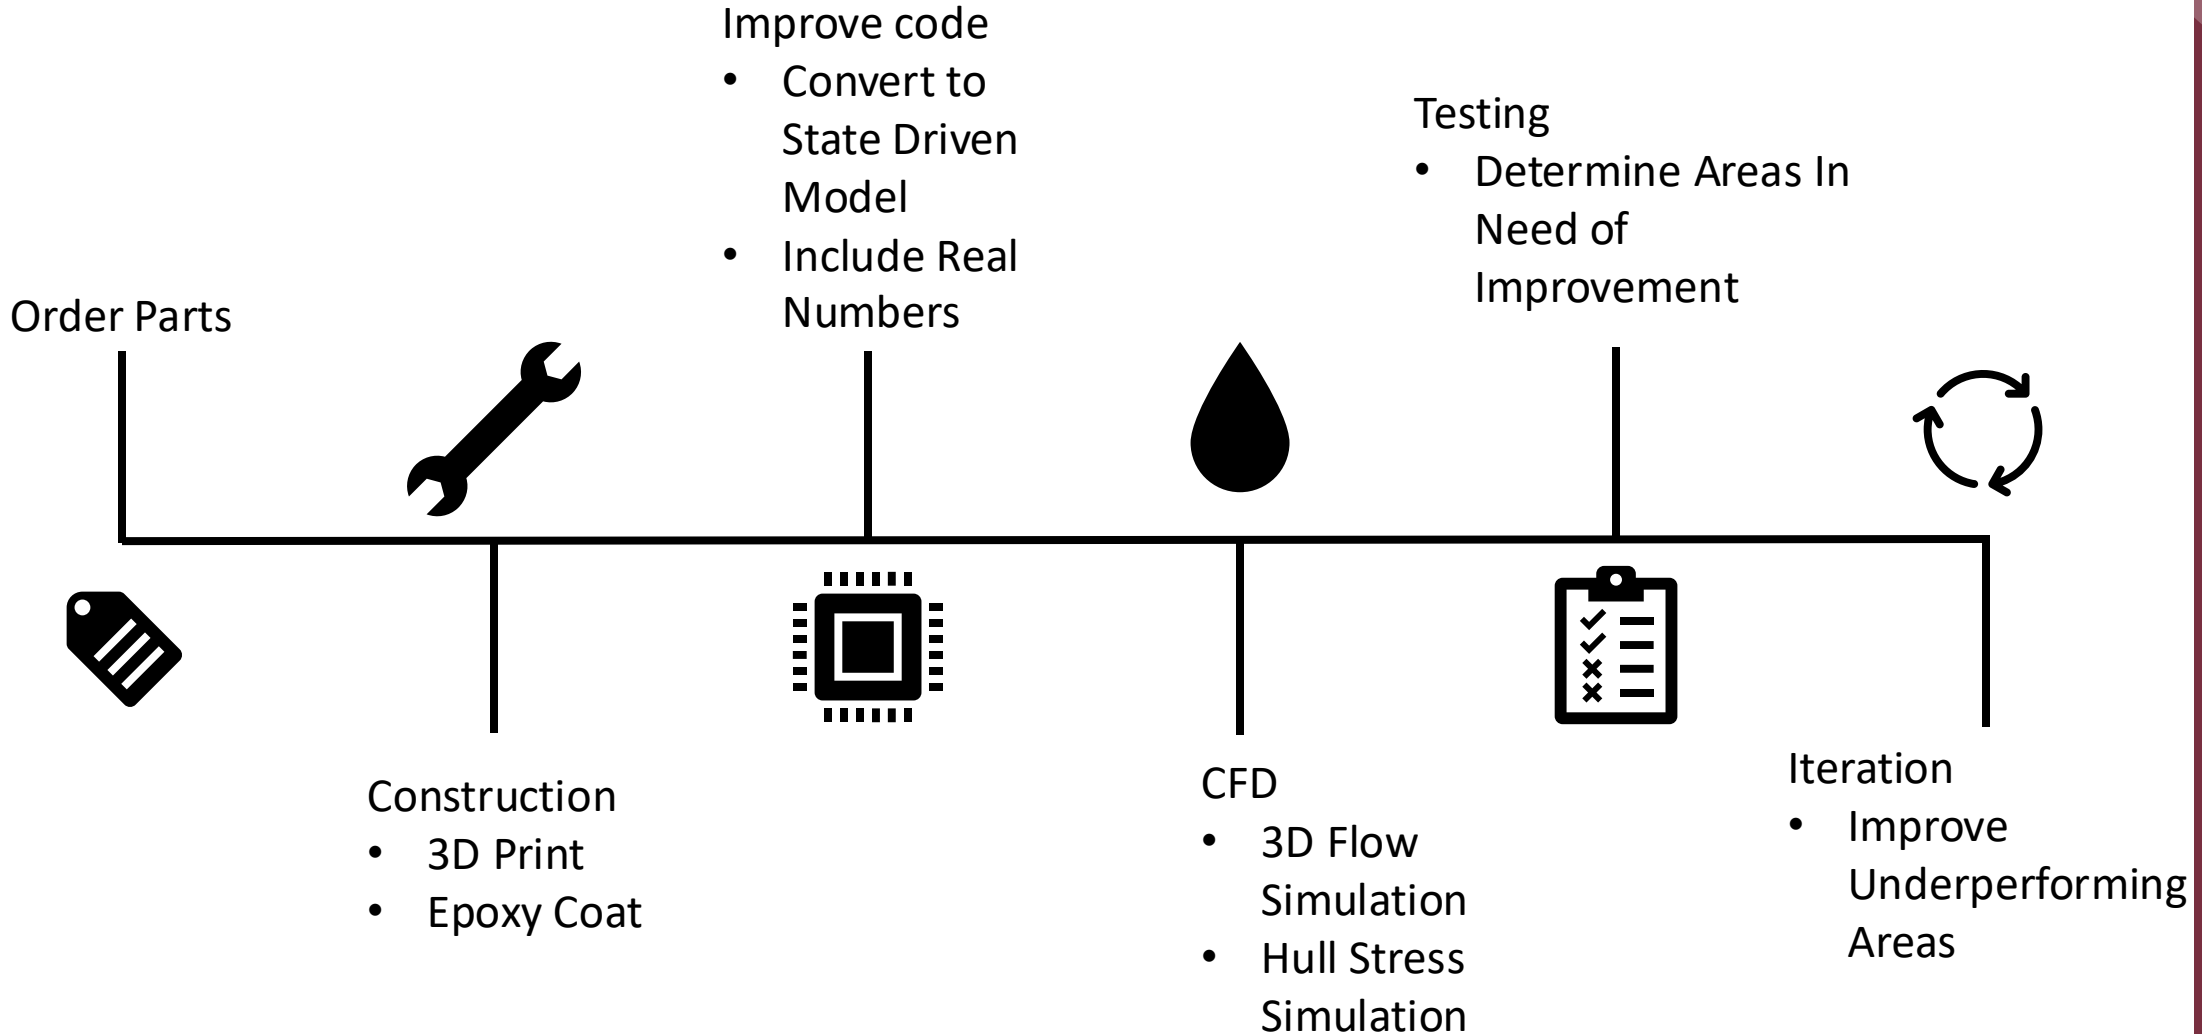 Order Parts
Construction
• 3D Print
• Epoxy Coat
Improve code
• Convert to
State Driven
Model
• Include Real
Numbers
CFD
• 3D Flow
Simulation
• Hull Stress
Simulation
Testing
• Determine Areas In
Need of
Improvement
Iteration
• Improve
Underperforming
Areas